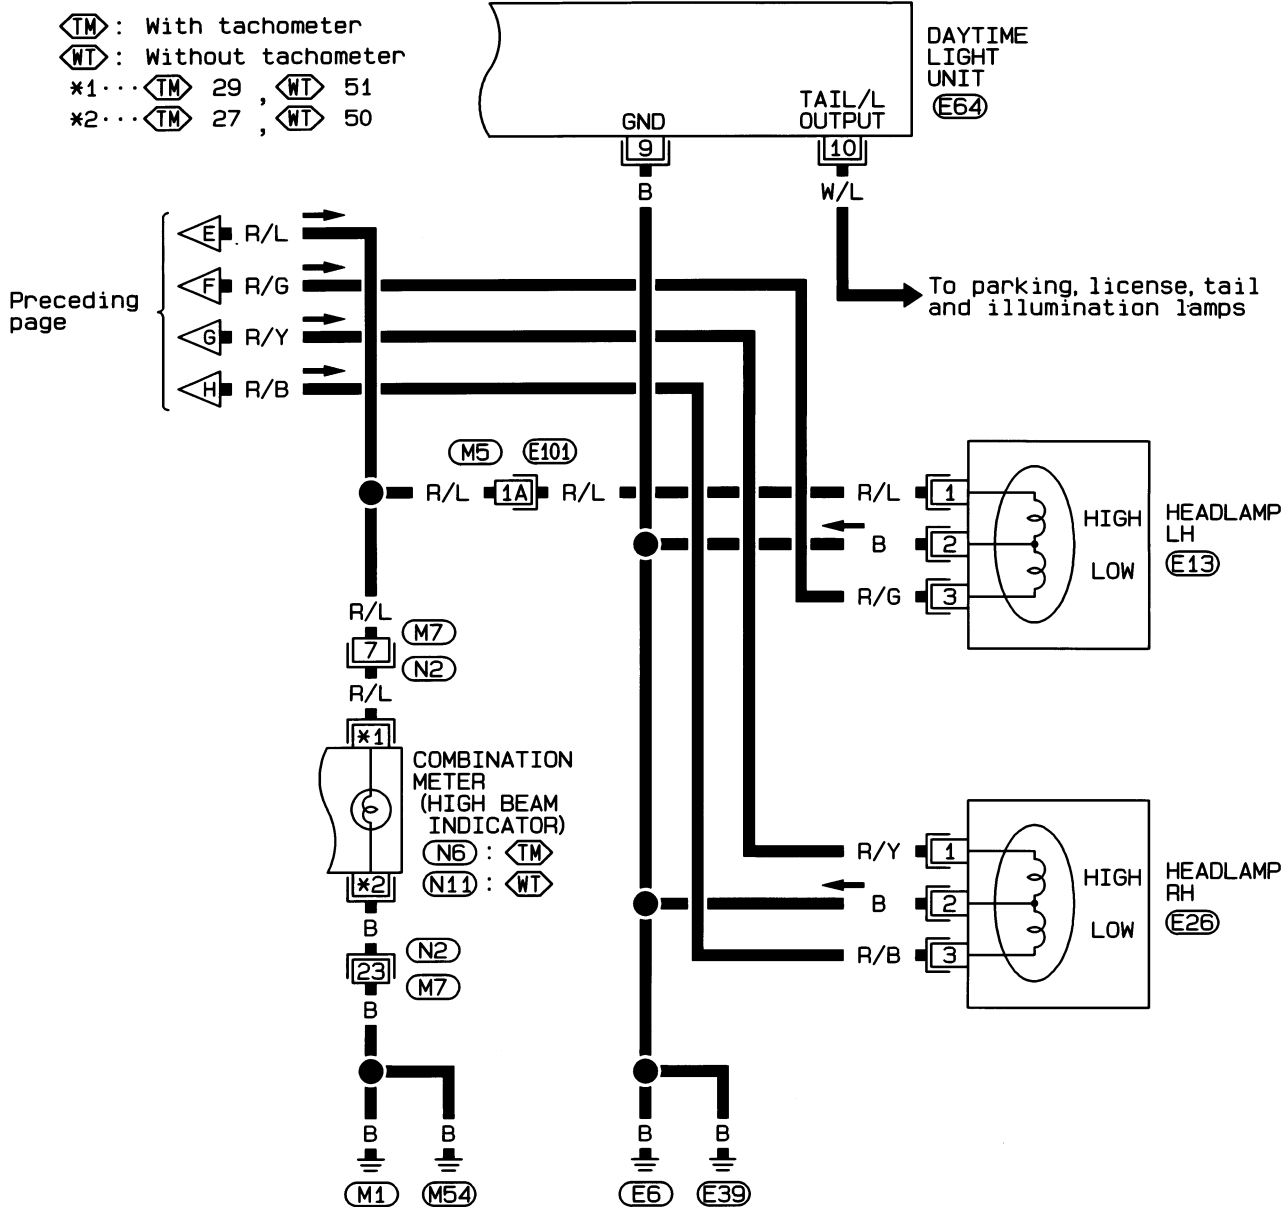 TM : With tachometer
WT : Without tachometer
*1··· TM 29 , WT 51
*2··· TM 27 , WT 50
DAYTIME
LIGHT
UNIT
E64
GND
TAIL/L
OUTPUT
9
10
B
W/L
To parking, license, tail
and illumination lamps
Preceding
page
E R/L
F R/G
G R/Y
H R/B
M5 E101
R/L 1A R/L R/L 1
B 2
R/G 3
HIGH
LOW
HEADLAMP
LH
E13
R/L
7
M7
N2
R/L
*1
COMBINATION
METER
(HIGH BEAM
INDICATOR)
N6 : TM
N11 : WT
*2
B
N2
23
M7
B
R/Y 1
B 2
R/B 3
HIGH
LOW
HEADLAMP
RH
E26
B B B B
M1 M54 E6 E39